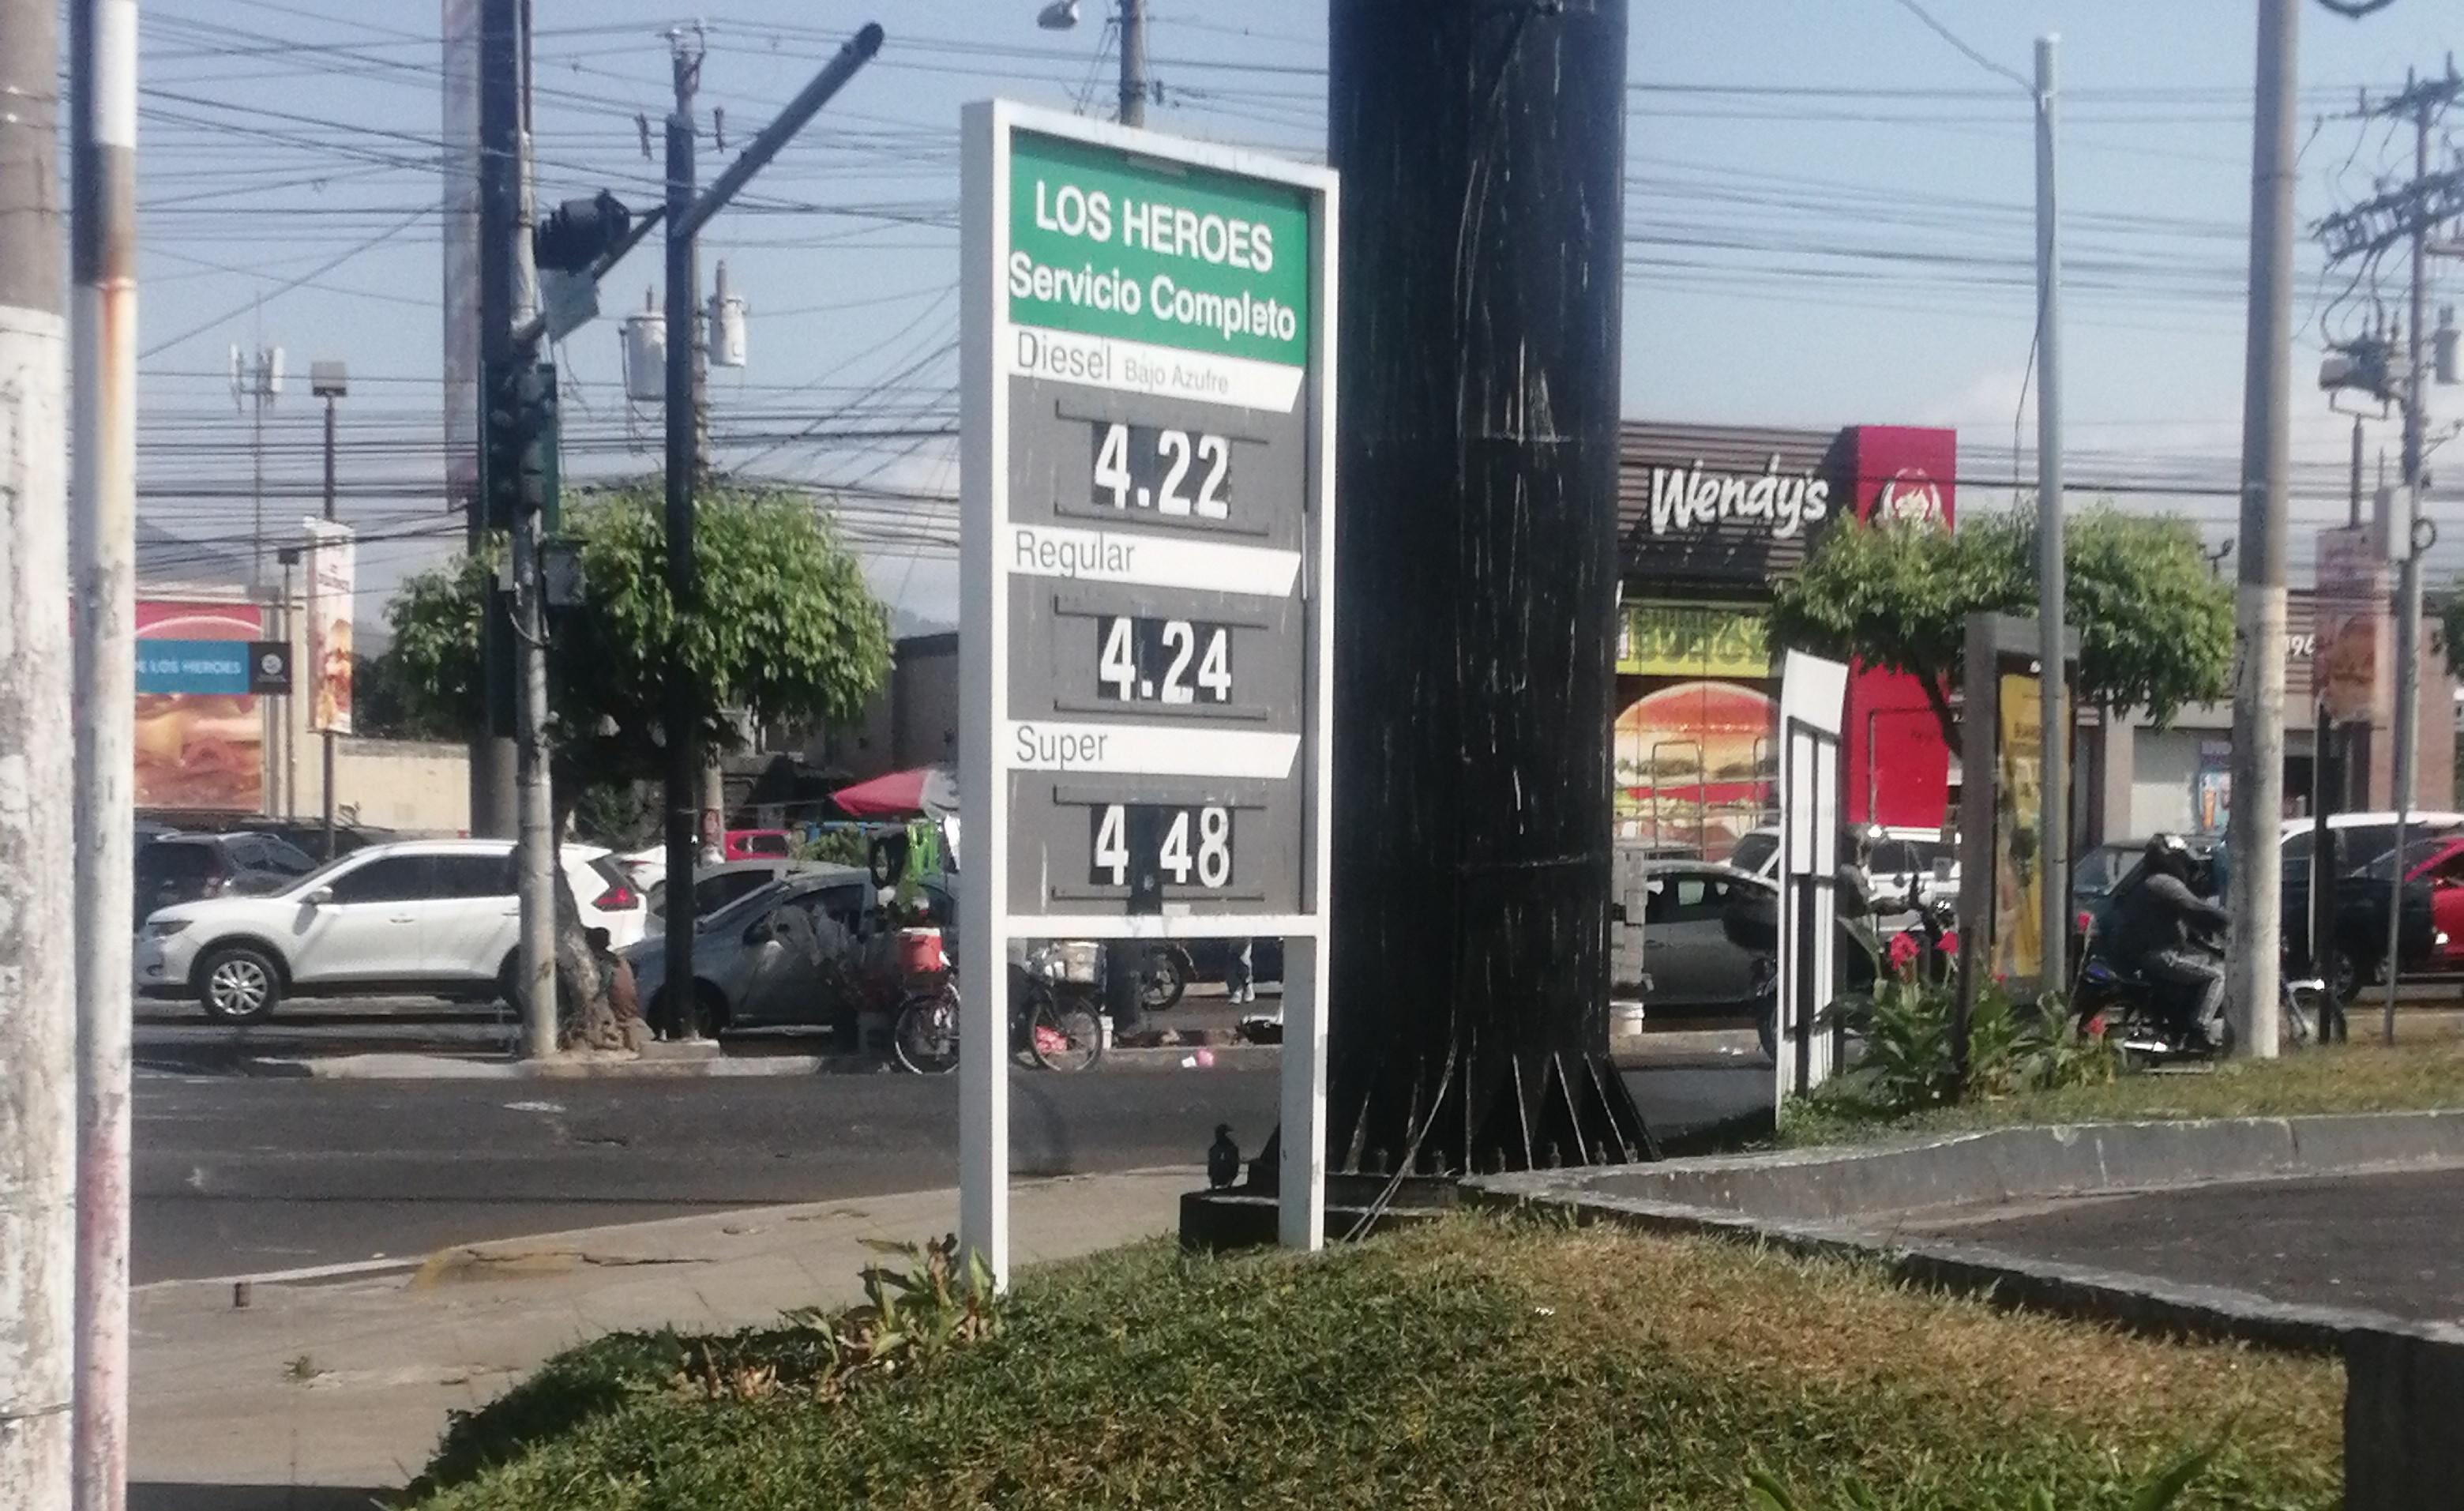 LOS HEROES
Servicio Completo
Diesel Bajo Azufre
4.22
Regular
4.24
Super
4 48
Wendy's
DE LOS HEROES